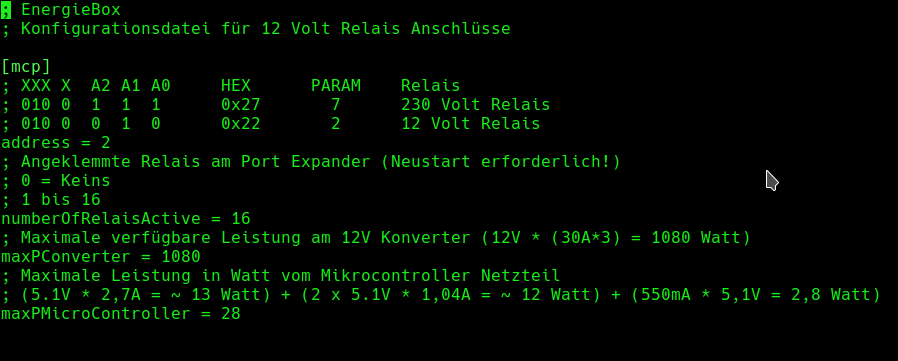 ; EnergieBox
; Konfigurationsdatei für 12 Volt Relais Anschlüsse

[mcp]
; XXX X  A2 A1 A0     HEX      PARAM    Relais
; 010 0  1  1  1      0x27       7      230 Volt Relais
; 010 0  0  1  0      0x22       2      12 Volt Relais
address = 2
; Angeklemmte Relais am Port Expander (Neustart erforderlich!)
; 0 = Keins
; 1 bis 16
numberOfRelaisActive = 16
; Maximale verfügbare Leistung am 12V Konverter (12V * (30A*3) = 1080 Watt)
maxPConverter = 1080
; Maximale Leistung in Watt vom Mikrocontroller Netzteil
; (5.1V * 2,7A = ~ 13 Watt) + (2 x 5.1V * 1,04A = ~ 12 Watt) + (550mA * 5,1V = 2,8 Watt)
maxPMicroController = 28